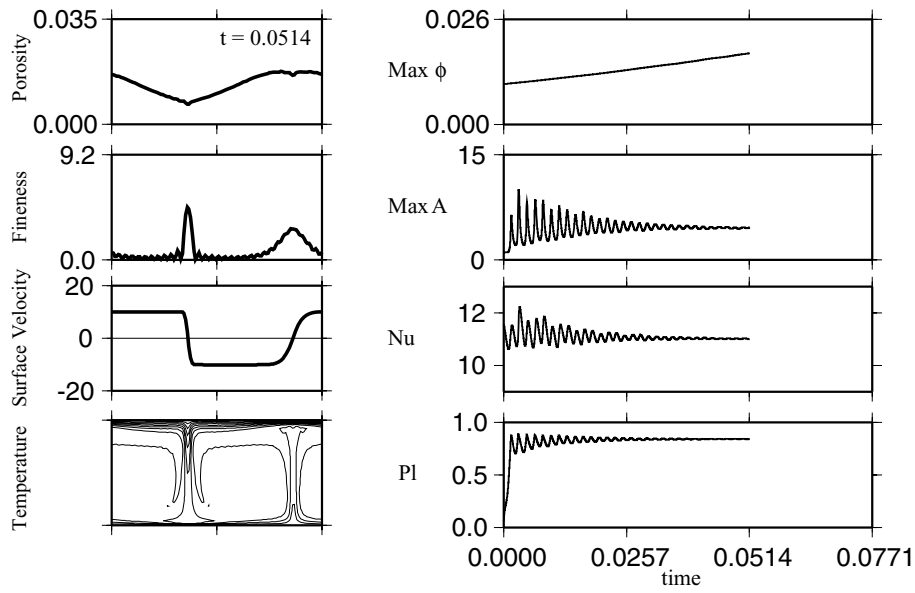 0.035
t = 0.0514
Porosity
0.000
9.2
Fineness
0.0
20
0
-20
Surface Velocity
Temperature
0.026
Max ϕ
0.000
15
Max A
0
12
Nu
10
1.0
Pl
0.5
0.0
0.0000 0.0257 0.0514 0.0771
time